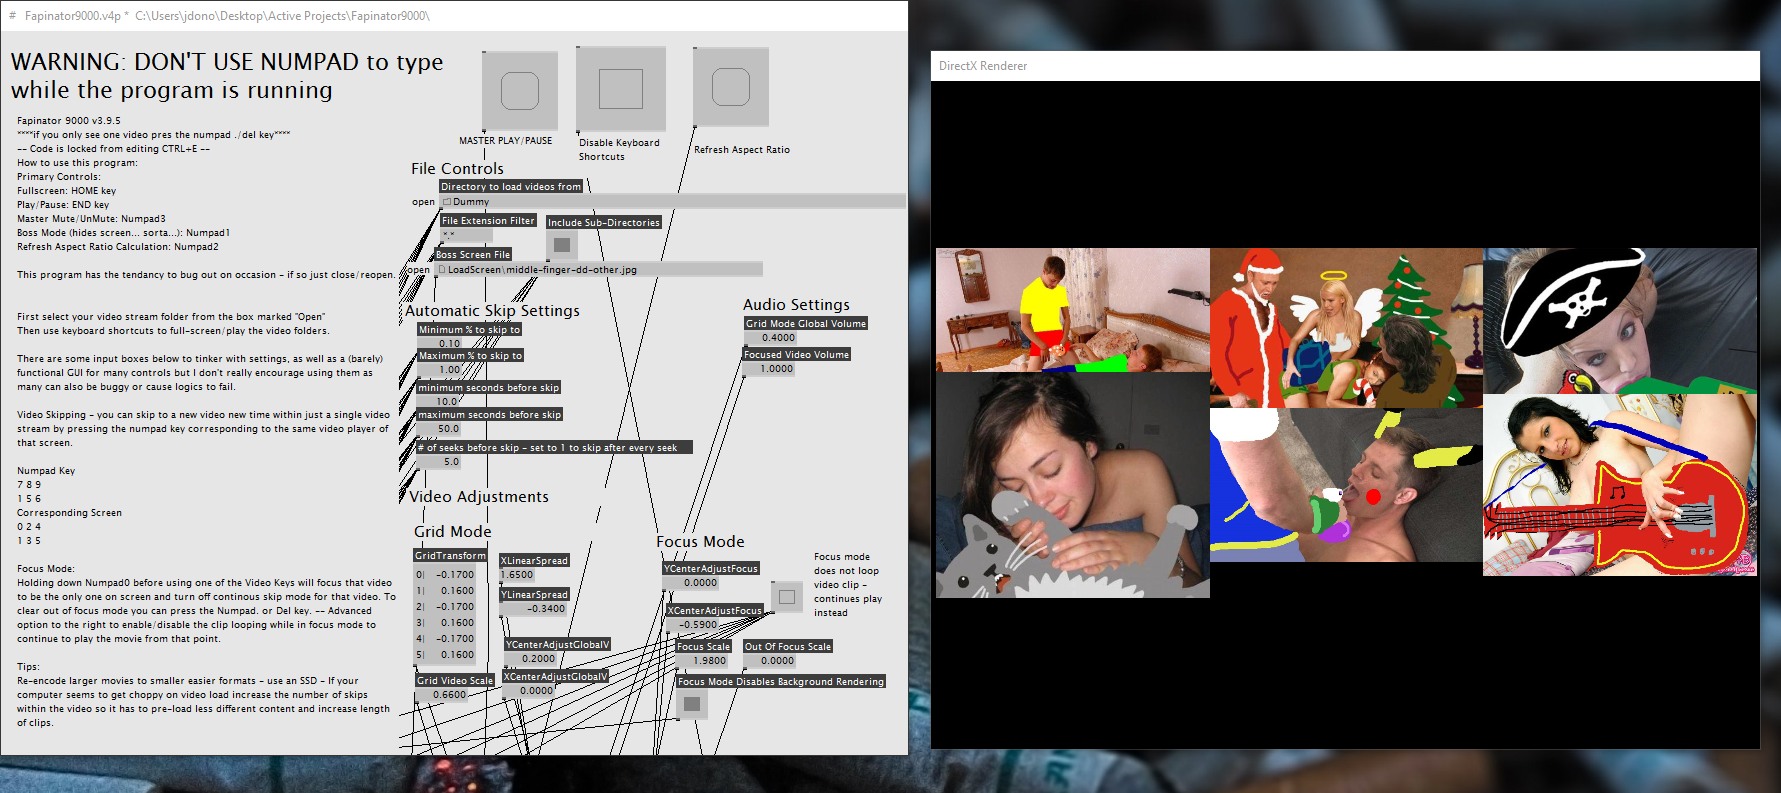 # Fapinator9000.v4p * C:\Users\jdono\Desktop\Active Projects\Fapinator9000\
WARNING: DON'T USE NUMPAD to type
while the program is running
Fapinator 9000 v3.9.5
****if you only see one video pres the numpad ./del key****
-- Code is locked from editing CTRL+E --
How to use this program:
Primary Controls:
Fullscreen: HOME key
Play/Pause: END key
Master Mute/UnMute: Numpad3
Boss Mode (hides screen... sorta...): Numpad1
Refresh Aspect Ratio Calculation: Numpad2
This program has the tendancy to bug out on occasion - if so just close/reopen.
First select your video stream folder from the box marked "Open"
Then use keyboard shortcuts to full-screen/play the video folders.
There are some input boxes below to tinker with settings, as well as a (barely)
functional GUI for many controls but I don't really encourage using them as
many can also be buggy or cause logics to fail.
Video Skipping - you can skip to a new video new time within just a single video
stream by pressing the numpad key corresponding to the same video player of
that screen.
Numpad Key
7 8 9
1 5 6
Corresponding Screen
0 2 4
1 3 5
Focus Mode:
Holding down Numpad0 before using one of the Video Keys will focus that video
to be the only one on screen and turn off continous skip mode for that video. To
clear out of focus mode you can press the Numpad. or Del key. -- Advanced
option to the right to enable/disable the clip looping while in focus mode to
continue to play the movie from that point.
Tips:
Re-encode larger movies to smaller easier formats - use an SSD - If your
computer seems to get choppy on video load increase the number of skips
within the video so it has to pre-load less different content and increase length
of clips.
MASTER PLAY/PAUSE
Disable Keyboard
Shortcuts
Refresh Aspect Ratio
File Controls
Directory to load videos from
open Dummy
File Extension Filter
*.*
Include Sub-Directories
Boss Screen File
open LoadScreen\middle-finger-dd-other.jpg
Automatic Skip Settings
Minimum % to skip to
0.10
Maximum % to skip to
1.00
minimum seconds before skip
10.0
maximum seconds before skip
50.0
# of seeks before skip - set to 1 to skip after every seek
5.0
Audio Settings
Grid Mode Global Volume
0.4000
Focused Video Volume
1.0000
Video Adjustments
Grid Mode
GridTransform
0| -0.1700
1| 0.1600
2| -0.1700
3| 0.1600
4| -0.1700
5| 0.1600
Grid Video Scale
0.6600
XLinearSpread
1.6500
YLinearSpread
-0.3400
YCenterAdjustGlobalV
0.2000
XCenterAdjustGlobalV
0.0000
Focus Mode
YCenterAdjustFocus
0.0000
XCenterAdjustFocus
-0.5900
Focus Scale
1.9800
Out Of Focus Scale
0.0000
Focus Mode Disables Background Rendering
Focus mode
does not loop
video clip -
continues play
instead
DirectX Renderer